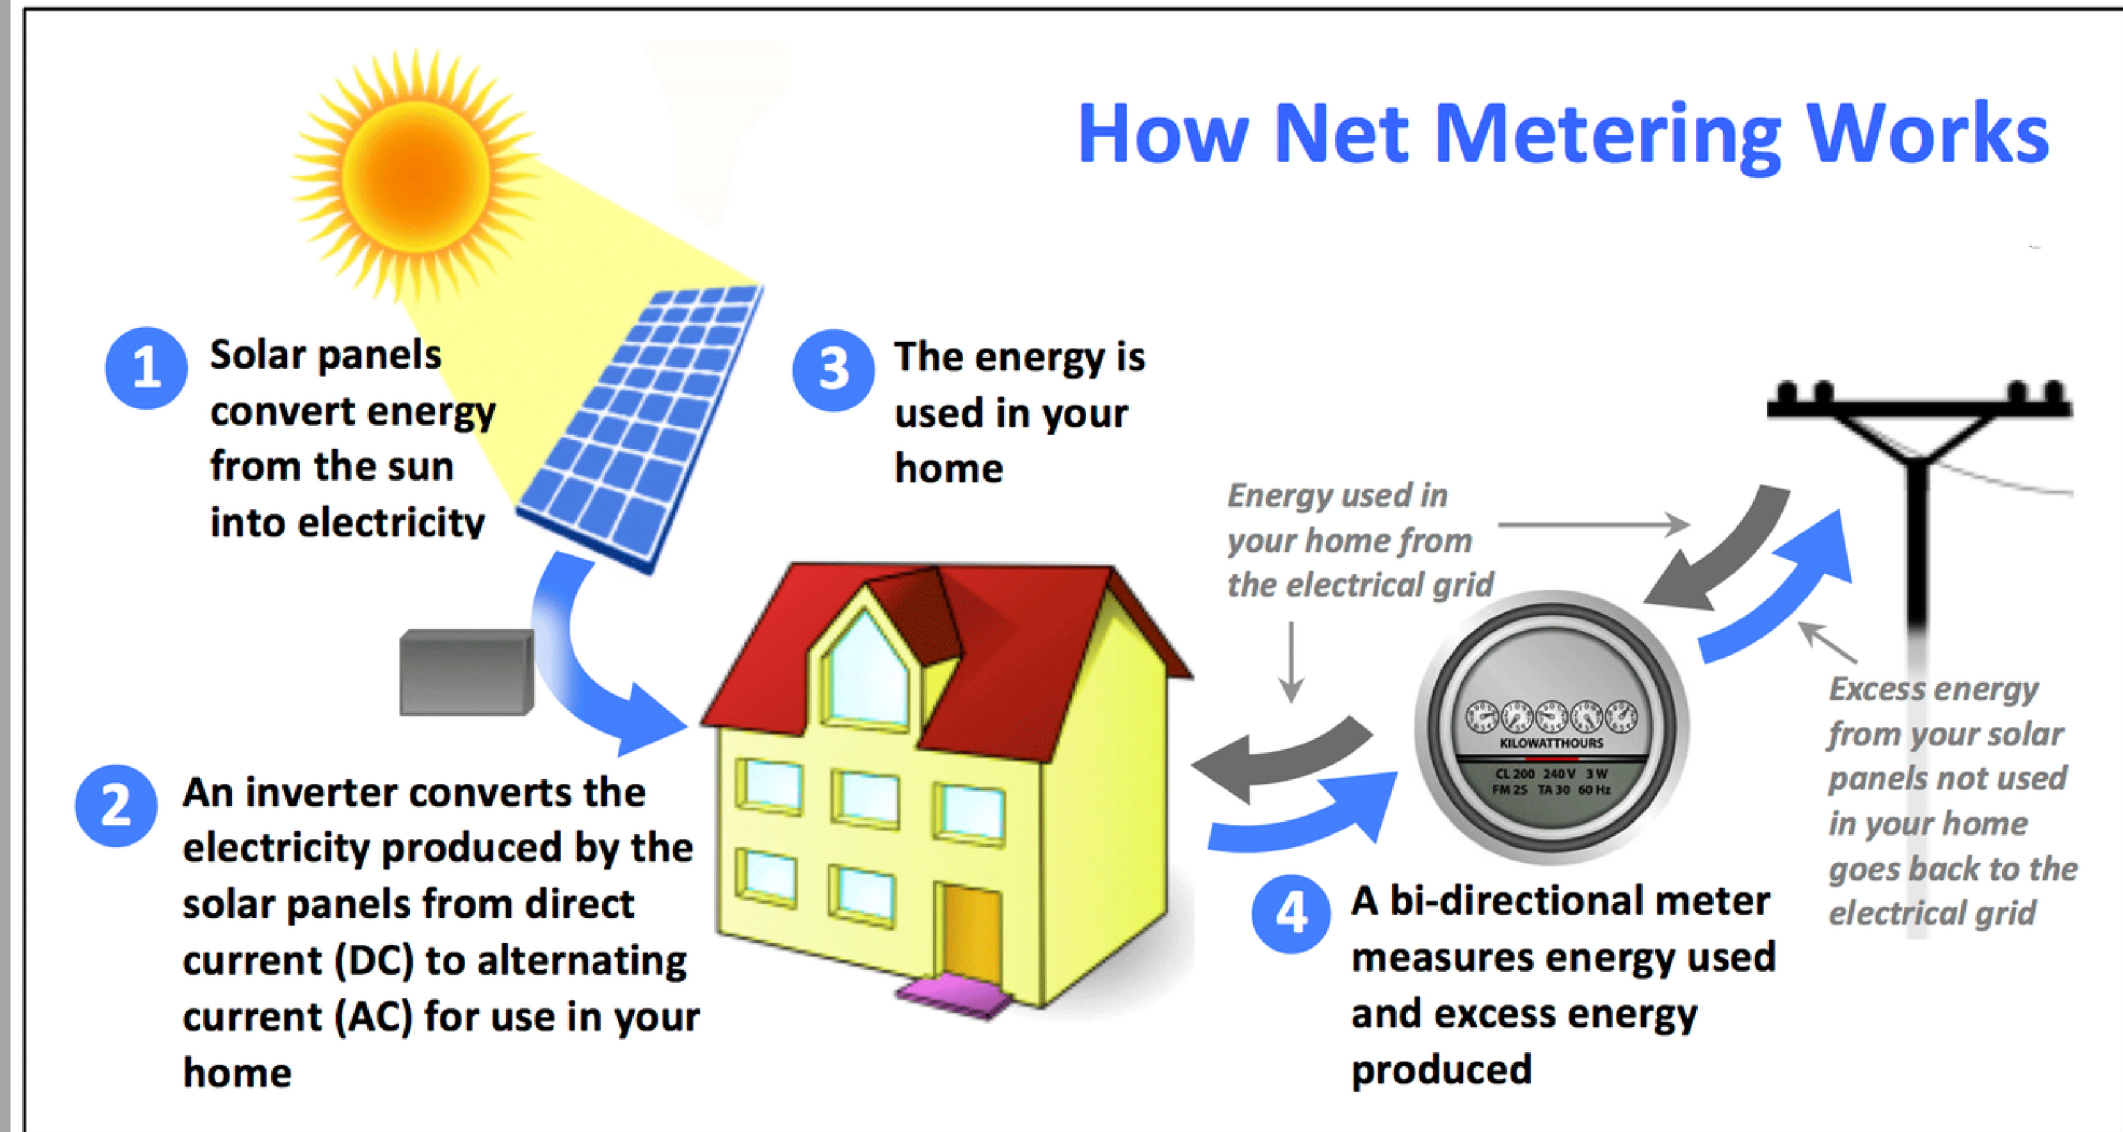 How Net Metering Works
1
Solar panels
convert energy
from the sun
into electricity
2
An inverter converts the
electricity produced by the
solar panels from direct
current (DC) to alternating
current (AC) for use in your
home
3
The energy is
used in your
home
Energy used in
your home from
the electrical grid
KILOWATTHOURS
CL 200 240 V 3 W
FM 2S TA 30 60 Hz
4
A bi-directional meter
measures energy used
and excess energy
produced
Excess energy
from your solar
panels not used
in your home
goes back to the
electrical grid